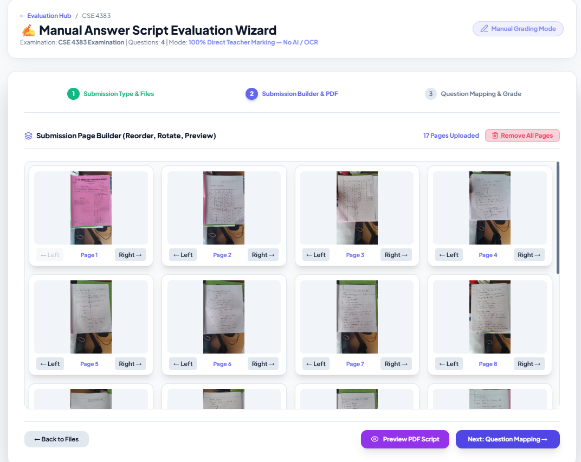 ← Evaluation Hub / CSE4383
✍️ Manual Answer Script Evaluation Wizard
Manual Grading Mode
Examination: CSE4383 Examination | Questions: 4 | Mode: 100% Direct Teacher Marking — No AI / OCR
1 Submission Type & Files
2 Submission Builder & PDF
3 Question Mapping & Grade
Submission Page Builder (Reorder, Rotate, Preview)
17 Pages Uploaded
Remove All Pages
← Left Page 1 Right →
← Left Page 2 Right →
← Left Page 3 Right →
← Left Page 4 Right →
← Left Page 5 Right →
← Left Page 6 Right →
← Left Page 7 Right →
← Left Page 8 Right →
← Back to Files
Preview PDF Script
Next: Question Mapping →